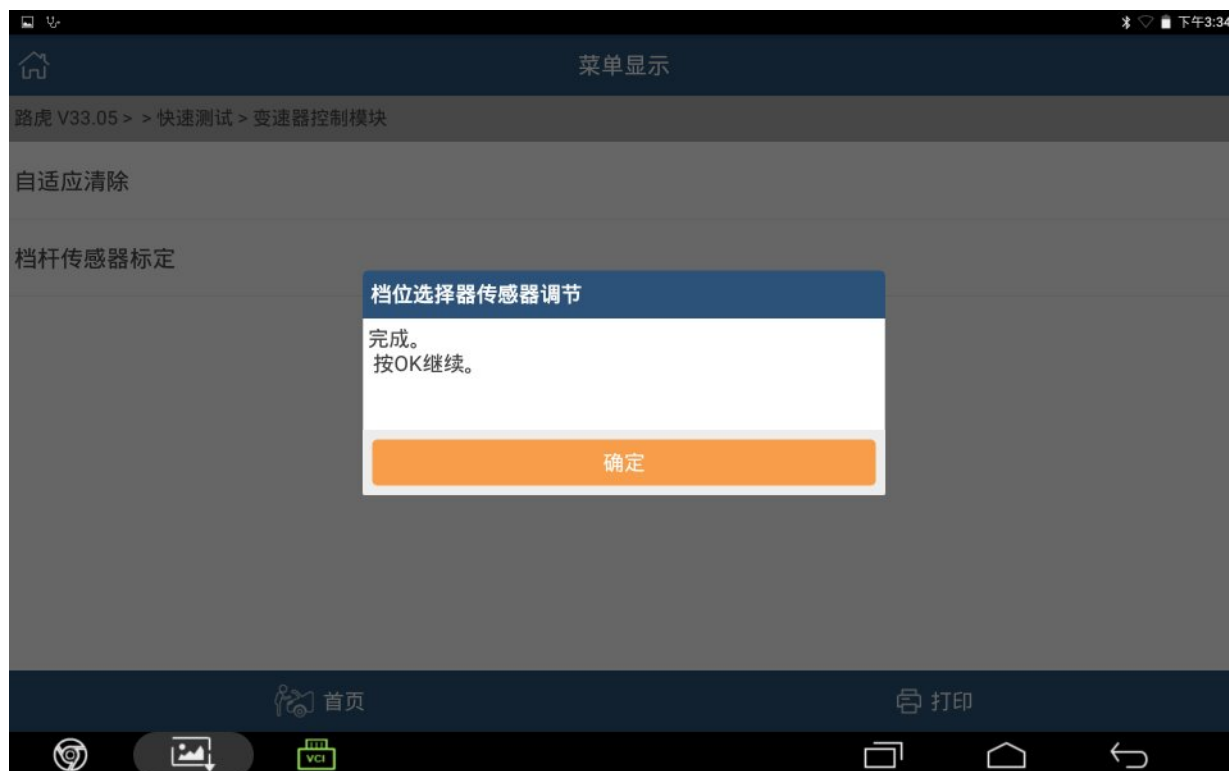 下午3:34
菜单显示
路虎 V33.05 > > 快速测试 > 变速器控制模块
自适应清除
档杆传感器标定
档位选择器传感器调节
完成。
按OK继续。
确定
首页
打印
VCI